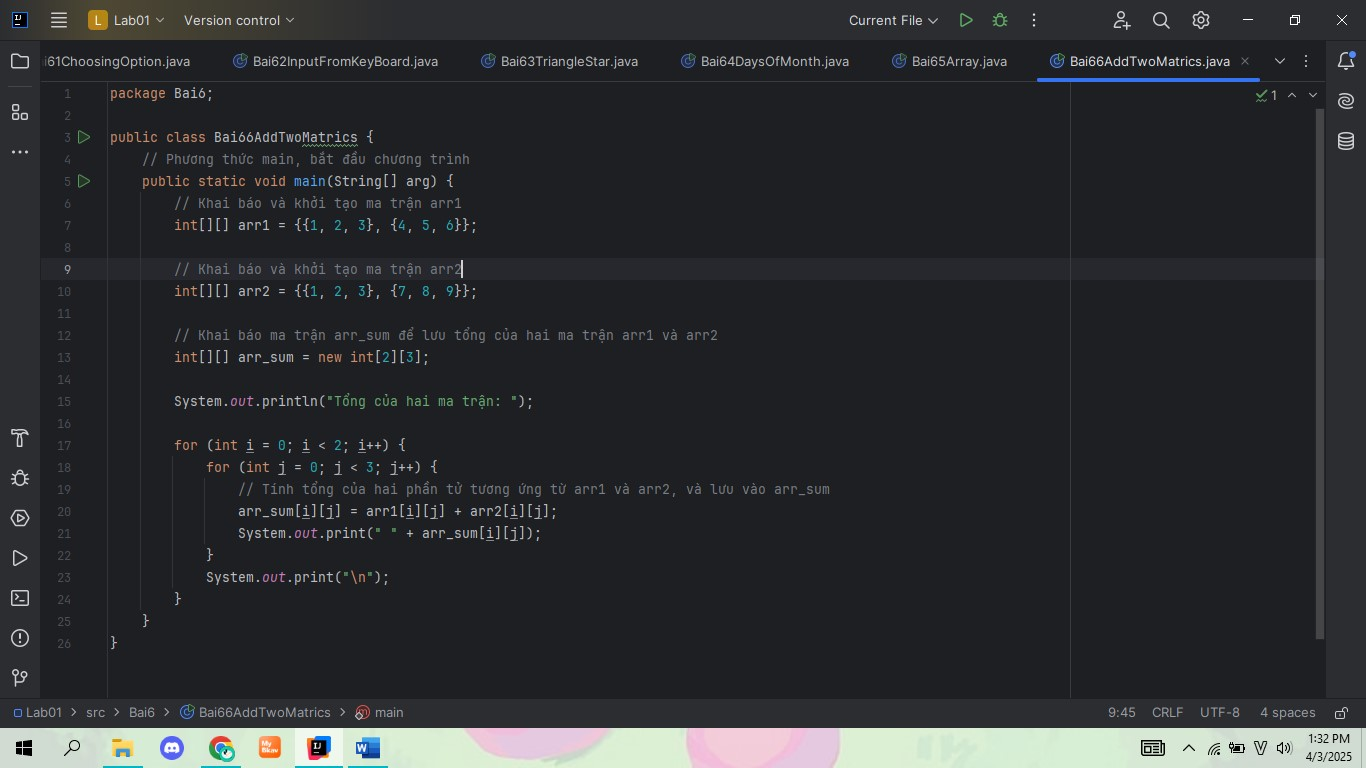 L Lab01 Version control Current File
i61ChoosingOption.java Bai62InputFromKeyBoard.java Bai63TriangleStar.java Bai64DaysOfMonth.java Bai65Array.java Bai66AddTwoMatrics.java
1 package Bai6; 1
2
3 public class Bai66AddTwoMatrics {
4 // Phương thức main, bắt đầu chương trình
5 public static void main(String[] arg) {
6 // Khai báo và khởi tạo ma trận arr1
7 int[][] arr1 = {{1, 2, 3}, {4, 5, 6}};
8
9 // Khai báo và khởi tạo ma trận arr2
10 int[][] arr2 = {{1, 2, 3}, {7, 8, 9}};
11
12 // Khai báo ma trận arr_sum để lưu tổng của hai ma trận arr1 và arr2
13 int[][] arr_sum = new int[2][3];
14
15 System.out.println("Tổng của hai ma trận: ");
16
17 for (int i = 0; i < 2; i++) {
18 for (int j = 0; j < 3; j++) {
19 // Tính tổng của hai phần tử tương ứng từ arr1 và arr2, và lưu vào arr_sum
20 arr_sum[i][j] = arr1[i][j] + arr2[i][j];
21 System.out.print(" " + arr_sum[i][j]);
22 }
23 System.out.print("\n");
24 }
25 }
26 }
Lab01 > src > Bai6 > Bai66AddTwoMatrics > main 9:45 CRLF UTF-8 4 spaces
My Bkav
1:32 PM
4/3/2025